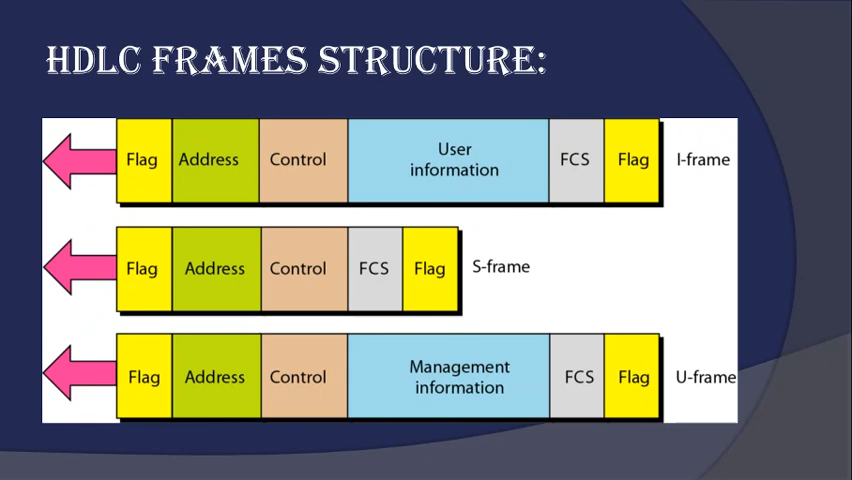 HDLC FRAMES STRUCTURE:
Flag Address Control User information FCS Flag I-frame
Flag Address Control FCS Flag S-frame
Flag Address Control Management information FCS Flag U-frame